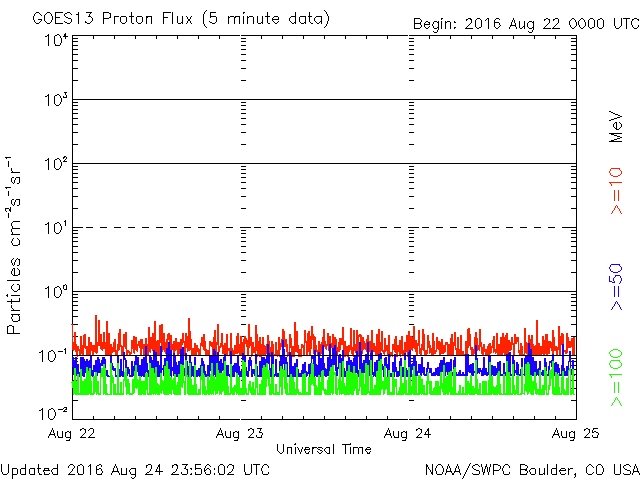 GOES13 Proton Flux (5 minute data)
Begin: 2016 Aug 22 0000 UTC
10⁴
10³
10²
10¹
10⁰
10⁻¹
10⁻²
Particles cm⁻²s⁻¹sr⁻¹
MeV
>=10
>=50
>=100
Aug 22
Aug 23
Aug 24
Aug 25
Universal Time
Updated 2016 Aug 24 23:56:02 UTC
NOAA/SWPC Boulder, CO USA